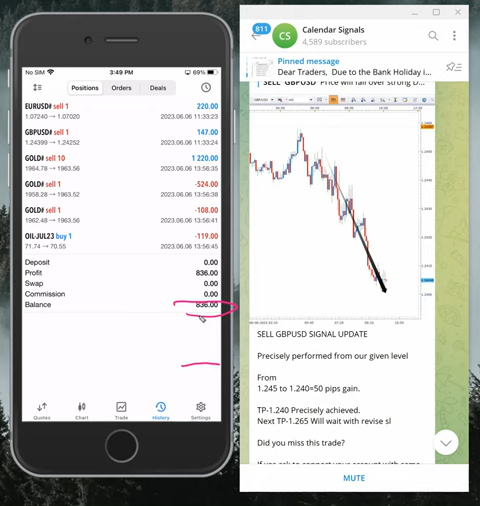 No SIM
3:49 PM
69%
Positions
Orders
Deals
EURUSD# sell 1
220.00
1.07240 → 1.07020
2023.06.06 11:33:23
GBPUSD# sell 1
147.00
1.24399 → 1.24252
2023.06.06 11:33:24
GOLD# sell 10
1 220.00
1964.78 → 1963.56
2023.06.06 13:56:35
GOLD# sell 1
-524.00
1958.28 → 1963.52
2023.06.06 13:56:38
GOLD# sell 1
-108.00
1962.48 → 1963.56
2023.06.06 13:56:41
OIL-JUL23 buy 1
-119.00
71.74 → 70.55
2023.06.06 13:56:45
Deposit
0.00
Profit
836.00
Swap
0.00
Commission
0.00
Balance
836.00
Quotes
Chart
Trade
History
Settings
811
CS
Calendar Signals
4,589 subscribers
Pinned message
Dear Traders, Due to the Bank Holiday i...
SELL GBPUSD Price will fall over strong D...
SELL GBPUSD SIGNAL UPDATE
Precisely performed from our given level
From
1.245 to 1.240=50 pips gain.
TP-1.240 Precisely achieved.
Next TP-1.265 Will wait with revise sl
Did you miss this trade?
MUTE